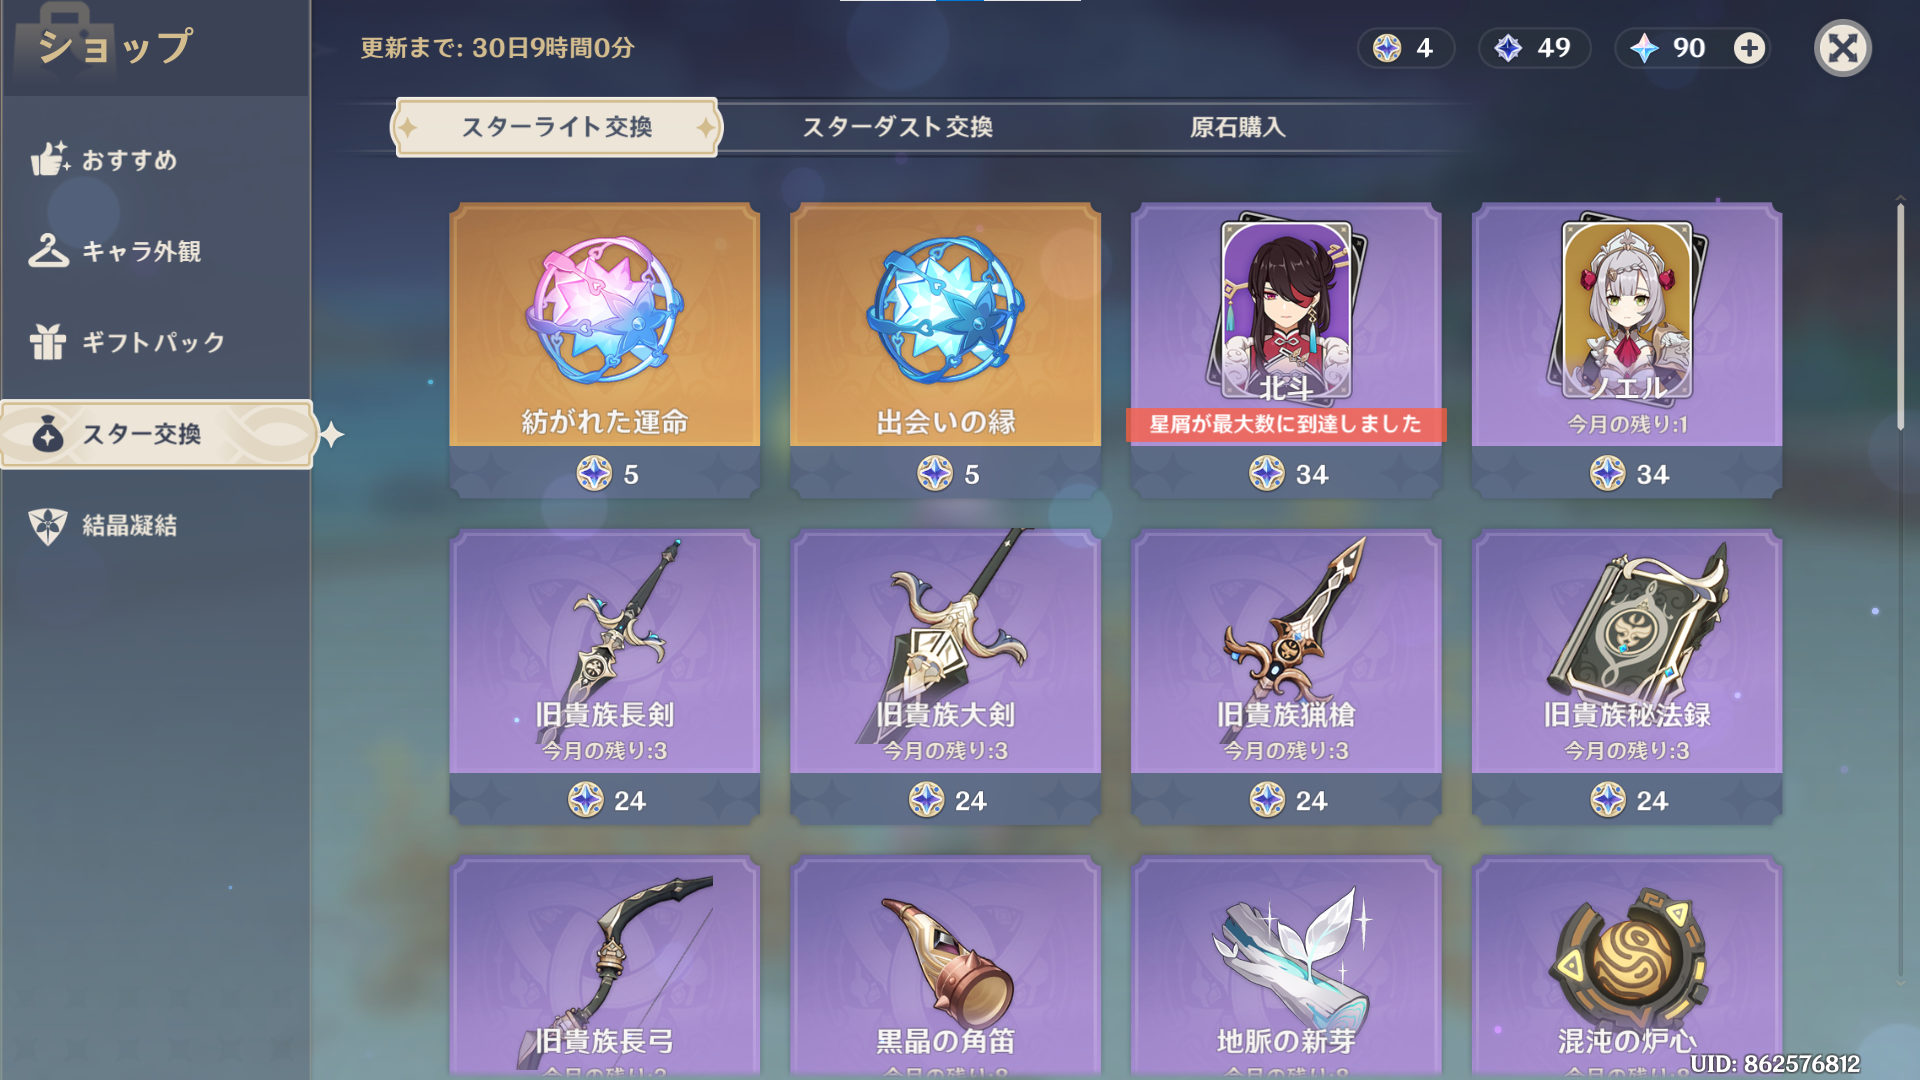 ショップ
更新まで: 30日9時間0分
4
49
90
おすすめ
キャラ外観
ギフトパック
スター交換
結晶凝結
スターライト交換
スターダスト交換
原石購入
紡がれた運命
5
出会いの縁
5
北斗
星屑が最大数に到達しました
34
ノエル
今月の残り:1
34
旧貴族長剣
今月の残り:3
24
旧貴族大剣
今月の残り:3
24
旧貴族猟槍
今月の残り:3
24
旧貴族秘法録
今月の残り:3
24
旧貴族長弓
黒晶の角笛
地脈の新芽
混沌の炉心
UID: 862576812